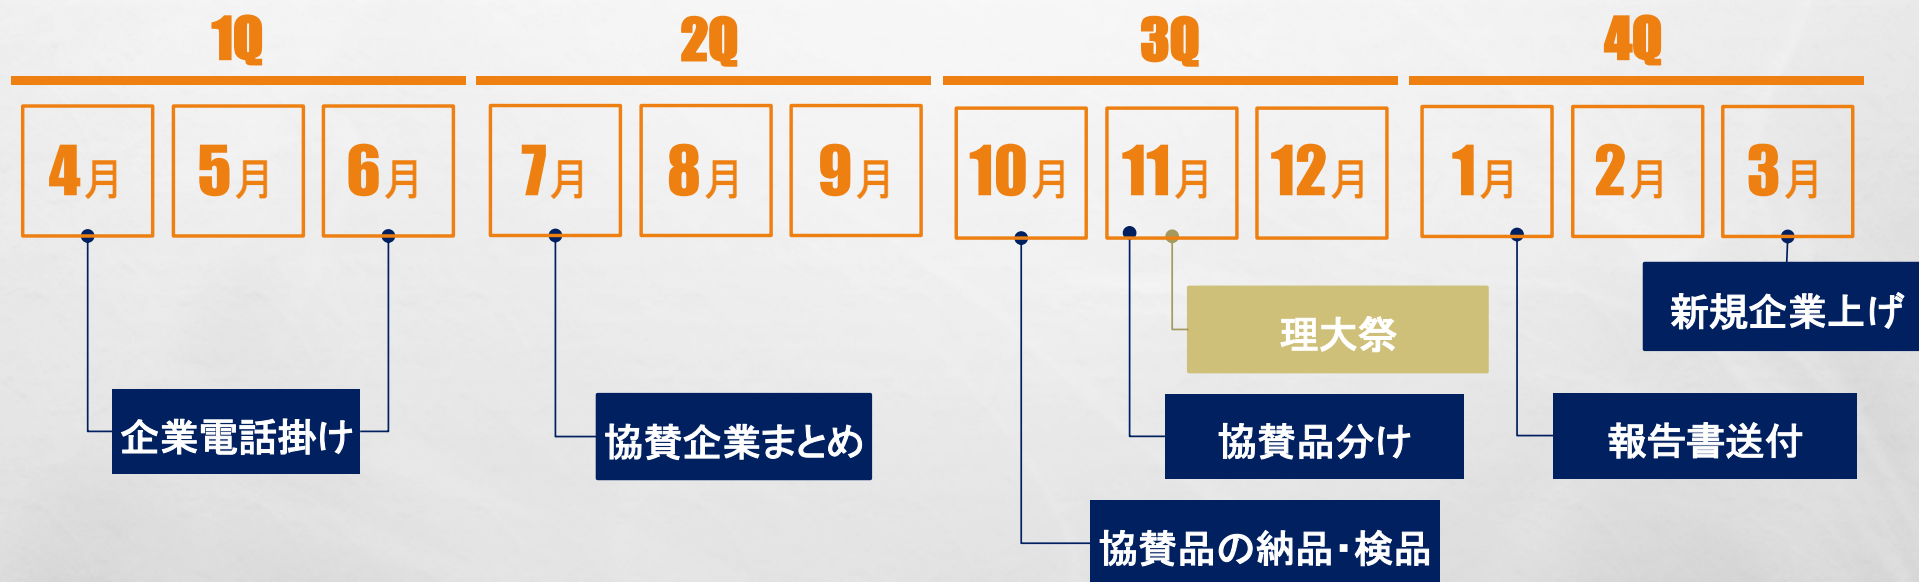 1Q
2Q
3Q
4Q
4月
5月
6月
7月
8月
9月
10月
11月
12月
1月
2月
3月
新規企業上げ
理大祭
企業電話掛け
協賛企業まとめ
協賛品分け
報告書送付
協賛品の納品・検品